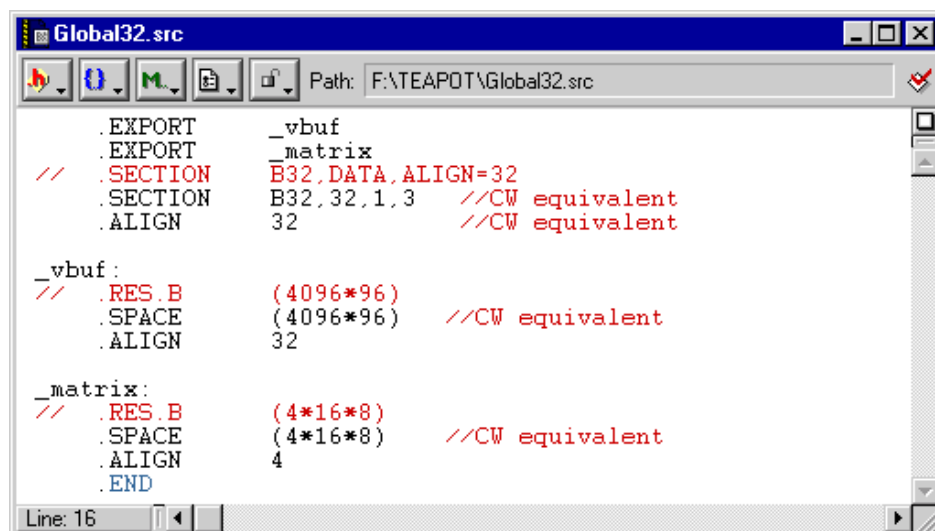 Global32.src
h {} M. Path: F:\TEAPOT\Global32.src
.EXPORT _vbuf
.EXPORT _matrix
// .SECTION B32,DATA,ALIGN=32
.SECTION B32,32,1,3 //CW equivalent
.ALIGN 32 //CW equivalent
_vbuf:
// .RES.B (4096*96)
.SPACE (4096*96) //CW equivalent
.ALIGN 32
_matrix:
// .RES.B (4*16*8)
.SPACE (4*16*8) //CW equivalent
.ALIGN 4
.END
Line: 16